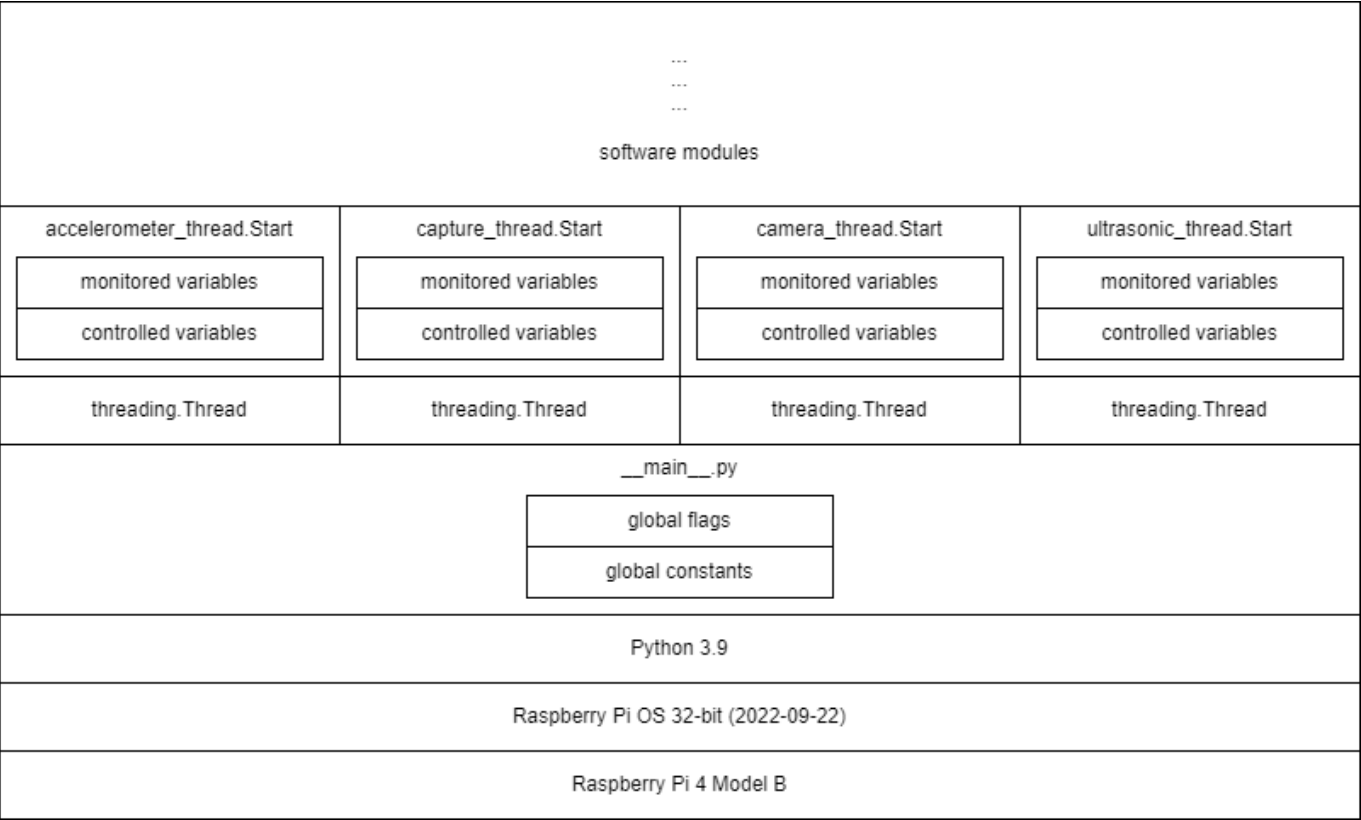 ...
...
...
software modules
accelerometer_thread.Start
capture_thread.Start
camera_thread.Start
ultrasonic_thread.Start
monitored variables
monitored variables
monitored variables
monitored variables
controlled variables
controlled variables
controlled variables
controlled variables
threading.Thread
threading.Thread
threading.Thread
threading.Thread
__main__.py
global flags
global constants
Python 3.9
Raspberry Pi OS 32-bit (2022-09-22)
Raspberry Pi 4 Model B